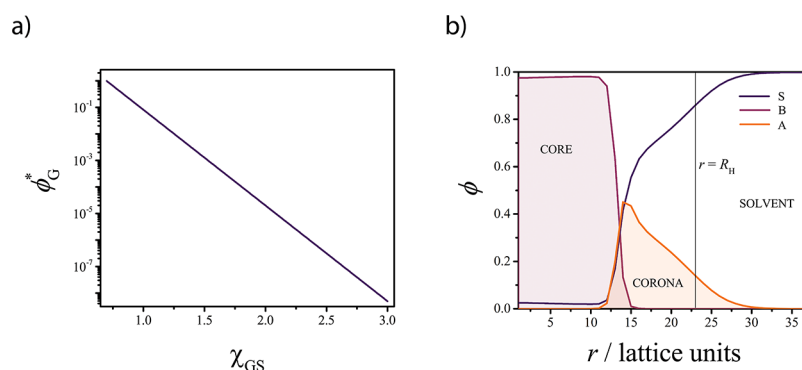 a)
b)
10⁻¹
10⁻³
10⁻⁵
10⁻⁷
ϕ*G
1.0
1.5
2.0
2.5
3.0
χGS
1.0
0.8
0.6
0.4
0.2
0.0
ϕ
S
B
A
CORE
r = RH
SOLVENT
CORONA
5
10
15
20
25
30
35
r / lattice units